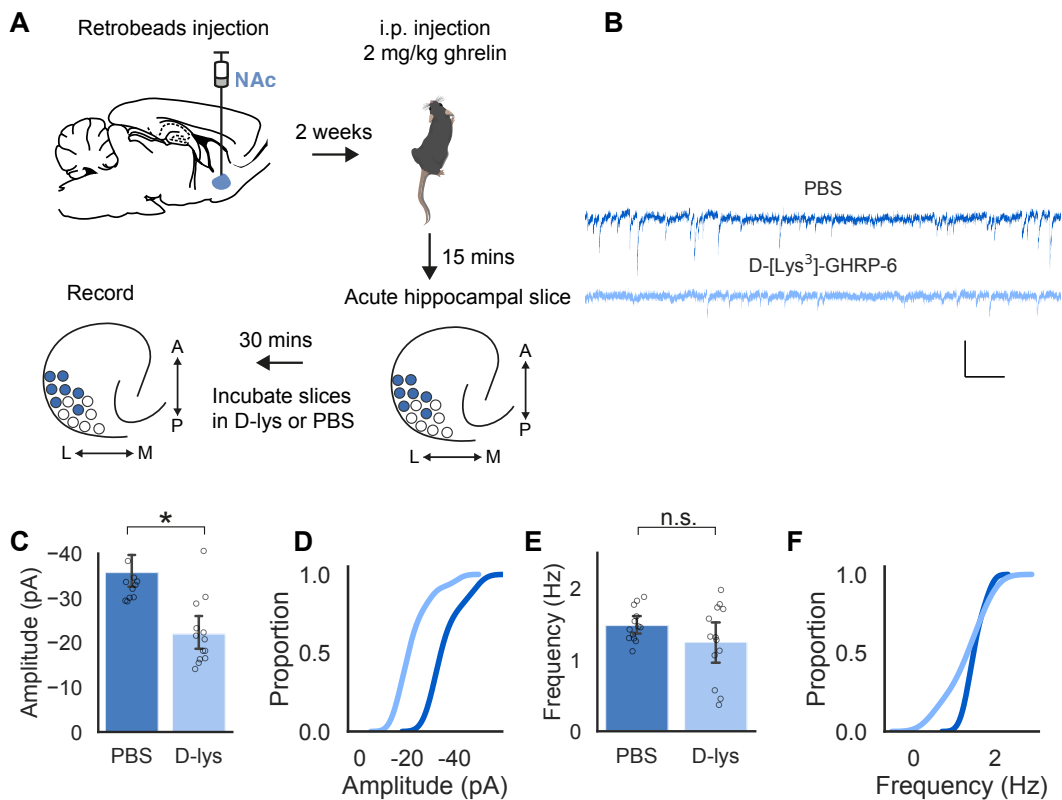 A
Retrobeads injection
NAc
2 weeks
i.p. injection
2 mg/kg ghrelin
15 mins
Acute hippocampal slice
A
P
L M
30 mins
Incubate slices
in D-lys or PBS
Record
A
P
L M
B
PBS
D-[Lys³]-GHRP-6
C
*
Amplitude (pA)
−40
−30
−20
−10
0
PBS D-lys
D
Proportion
1.0
0.5
0.0
0 -20 -40
Amplitude (pA)
E
n.s.
Frequency (Hz)
2
1
0
PBS D-lys
F
Proportion
1.0
0.5
0.0
0 2
Frequency (Hz)